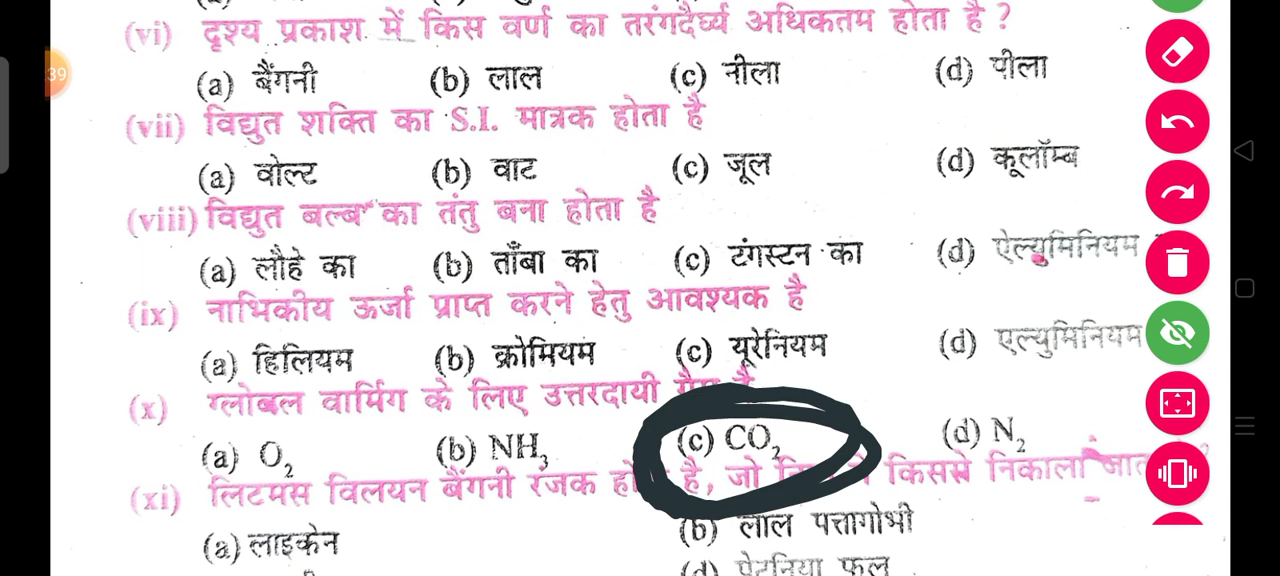 39
(vi) दृश्य प्रकाश में किस वर्ण का तरंगदैर्घ्य अधिकतम होता है ?
(a) बैंगनी (b) लाल (c) नीला (d) पीला
(vii) विद्युत शक्ति का S.I. मात्रक होता है
(a) वोल्ट (b) वाट (c) जूल (d) कूलॉम्ब
(viii) विद्युत बल्ब का तंतु बना होता है
(a) लौहे का (b) ताँबा का (c) टंगस्टन का (d) ऐल्युमिनियम
(ix) नाभिकीय ऊर्जा प्राप्त करने हेतु आवश्यक है
(a) हिलियम (b) क्रोमियम (c) यूरेनियम (d) एल्युमिनियम
(x) ग्लोबल वार्मिंग के लिए उत्तरदायी गैस है
(a) O₂ (b) NH₃ (c) CO₂ (d) N₂
(xi) लिटमस विलयन बैंगनी रंजक है, जो किससे निकाला
(a) लाइकेन (b) लाल पत्तागोभी
(d) पेटूनिया फूल